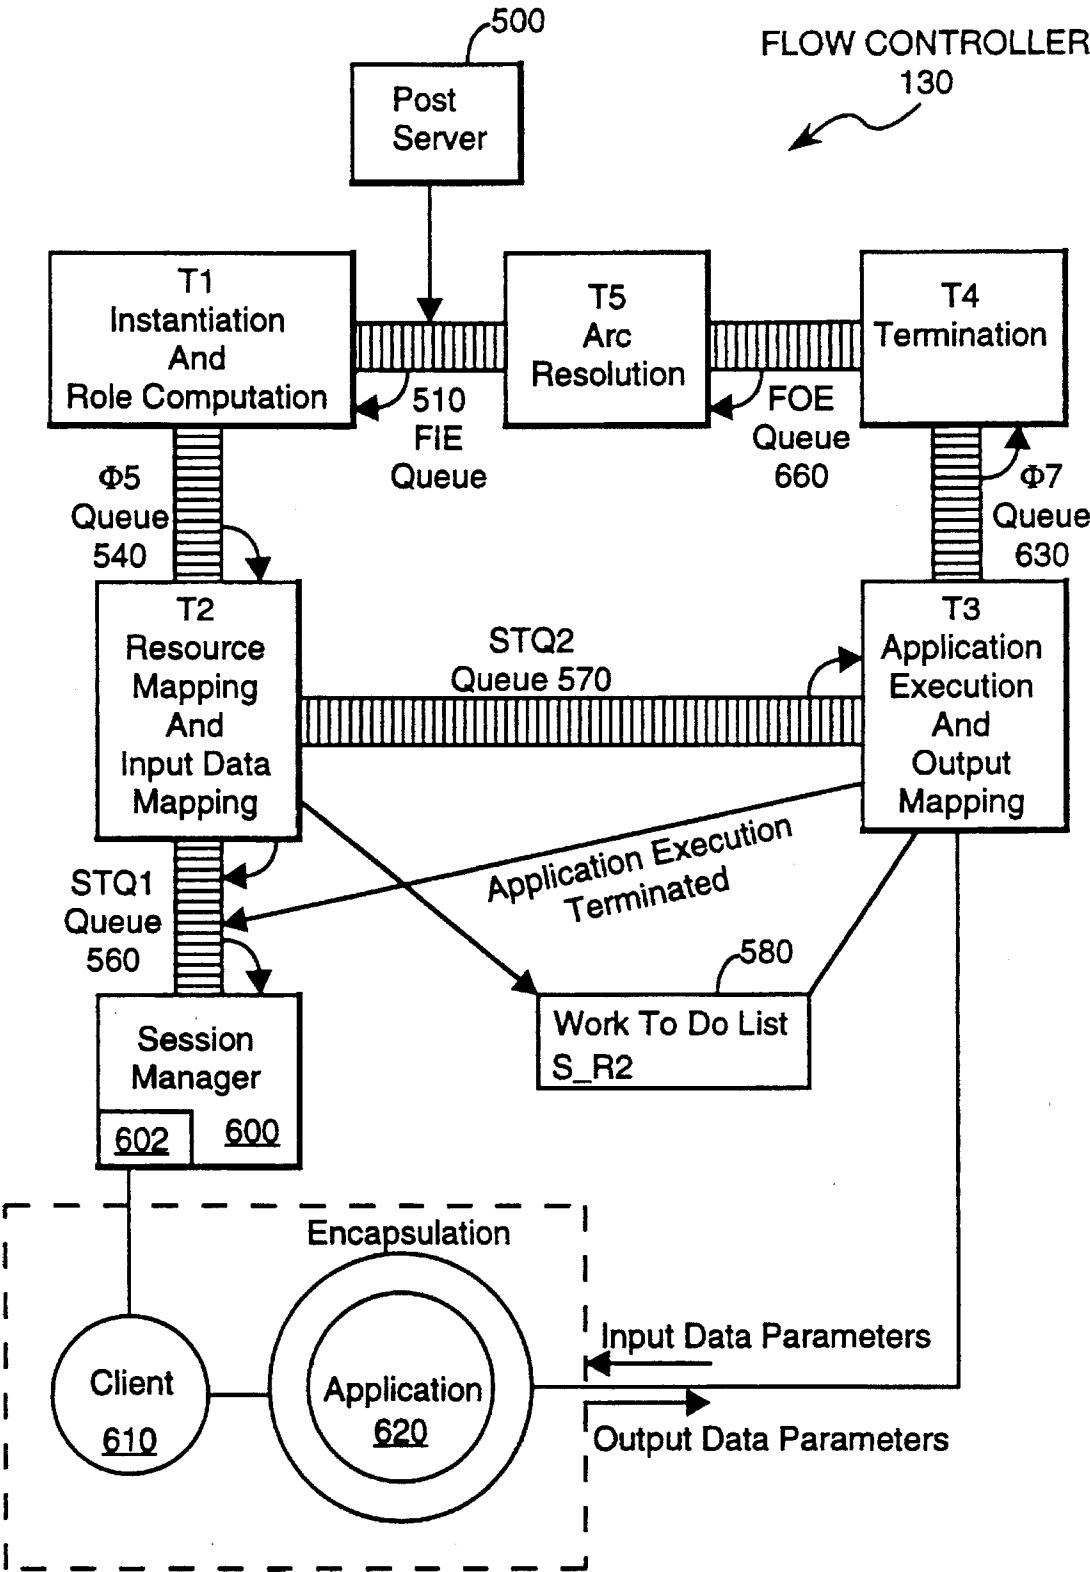 500
FLOW CONTROLLER
130
Post
Server
T1
Instantiation
And
Role Computation
T5
Arc
Resolution
T4
Termination
510
FIE
Queue
FOE
Queue
660
Φ5
Queue
540
Φ7
Queue
630
T2
Resource
Mapping
And
Input Data
Mapping
STQ2
Queue 570
T3
Application
Execution
And
Output
Mapping
Application Execution
Terminated
STQ1
Queue
560
580
Work To Do List
S_R2
Session
Manager
602
600
Encapsulation
Client
610
Application
620
Input Data Parameters
Output Data Parameters